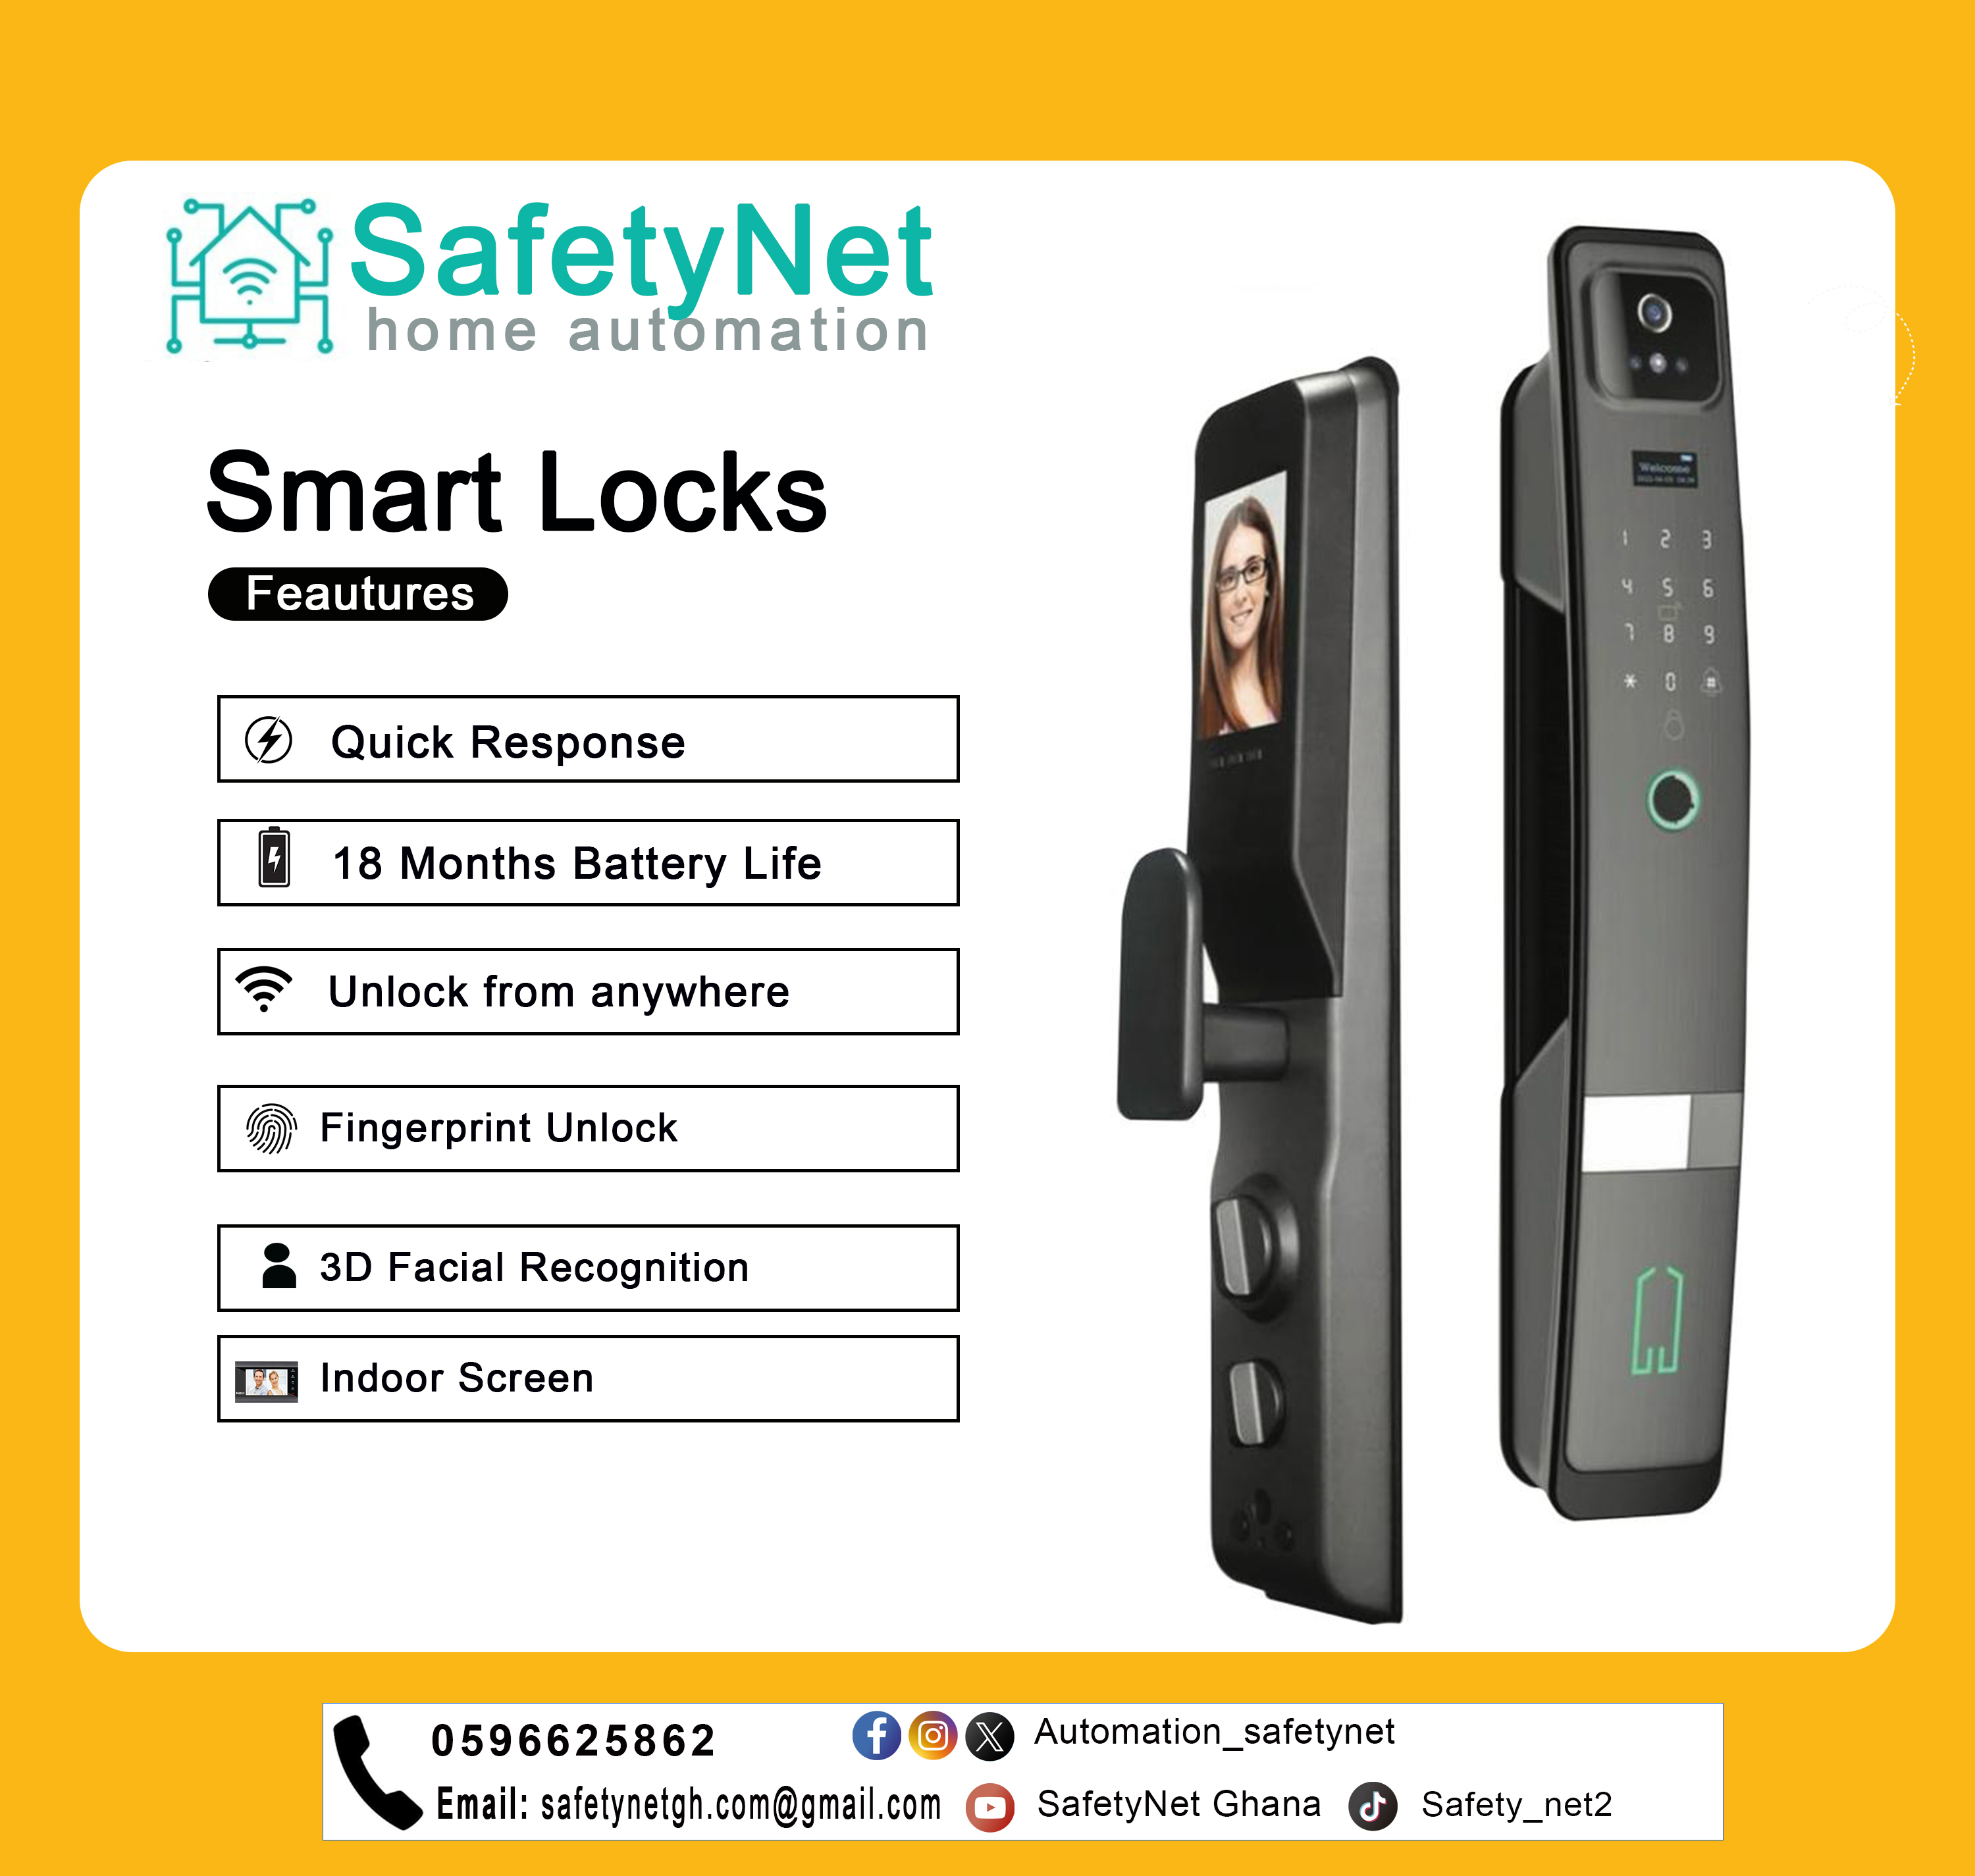 SafetyNet
home automation
Smart Locks
Feautures
Quick Response
18 Months Battery Life
Unlock from anywhere
Fingerprint Unlock
3D Facial Recognition
Indoor Screen
Welcome
1 2 3
4 5 6
7 8 9
* 0 #
0596625862
Automation_safetynet
Email: safetynetgh.com@gmail.com
SafetyNet Ghana
Safety_net2